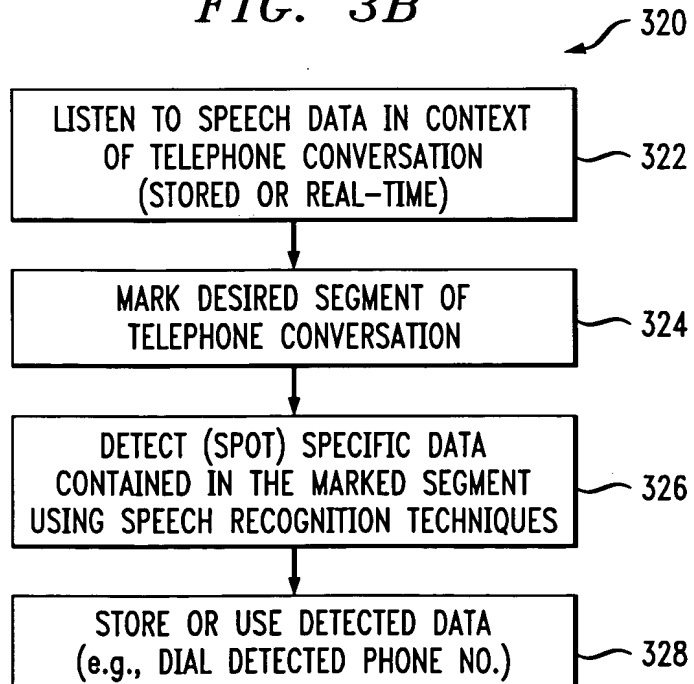 FIG. 3B
320
LISTEN TO SPEECH DATA IN CONTEXT
OF TELEPHONE CONVERSATION
(STORED OR REAL-TIME)
322
MARK DESIRED SEGMENT OF
TELEPHONE CONVERSATION
324
DETECT (SPOT) SPECIFIC DATA
CONTAINED IN THE MARKED SEGMENT
USING SPEECH RECOGNITION TECHNIQUES
326
STORE OR USE DETECTED DATA
(e.g., DIAL DETECTED PHONE NO.)
328